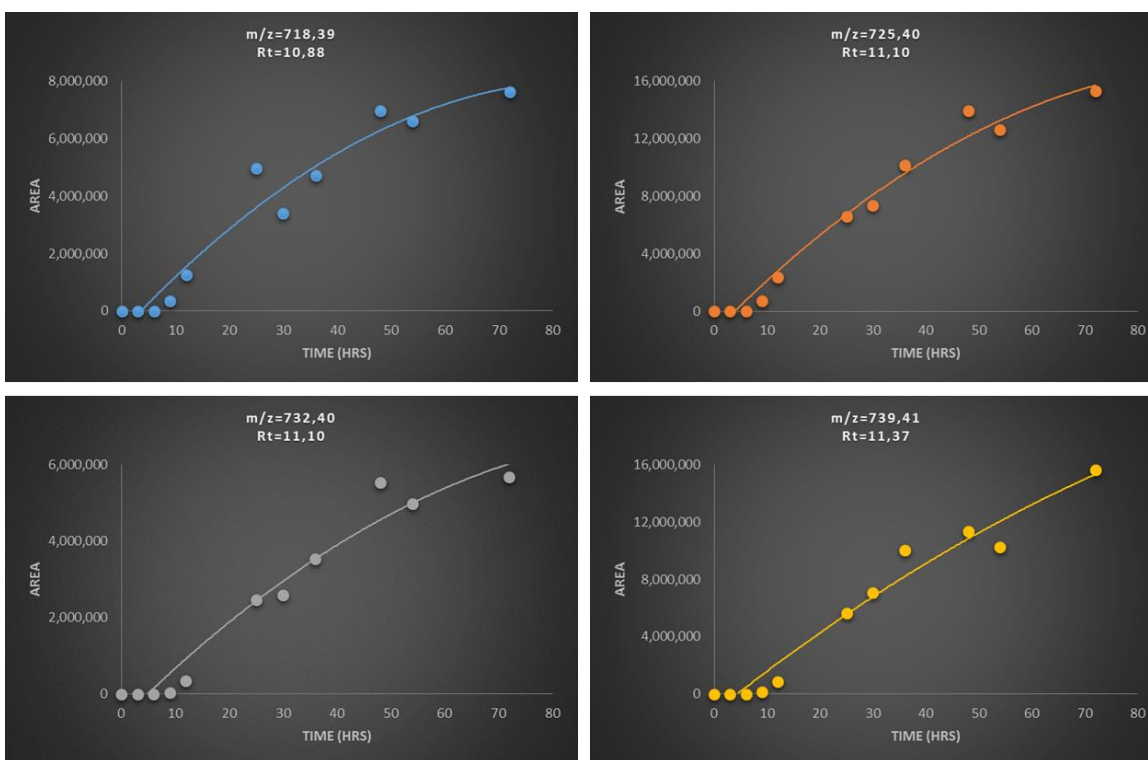 m/z=718,39
Rt=10,88
8,000,000
6,000,000
4,000,000
2,000,000
0
AREA
0 10 20 30 40 50 60 70 80
TIME (HRS)
m/z=725,40
Rt=11,10
16,000,000
12,000,000
8,000,000
4,000,000
0
AREA
0 10 20 30 40 50 60 70 80
TIME (HRS)
m/z=732,40
Rt=11,10
6,000,000
4,000,000
2,000,000
0
AREA
0 10 20 30 40 50 60 70 80
TIME (HRS)
m/z=739,41
Rt=11,37
16,000,000
12,000,000
8,000,000
4,000,000
0
AREA
0 10 20 30 40 50 60 70 80
TIME (HRS)